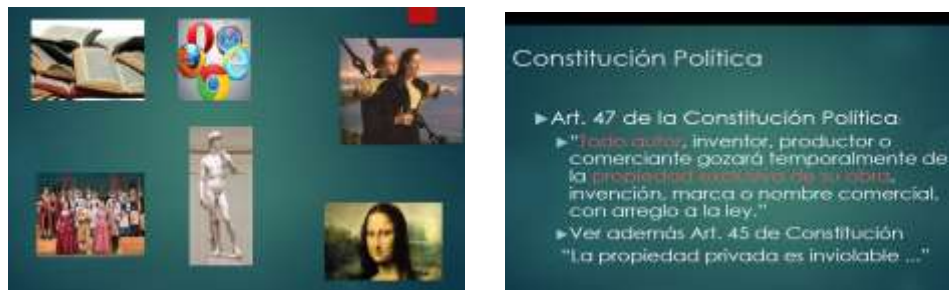 Constitución Política
▶Art. 47 de la Constitución Política:
▶"Todo autor, inventor, productor o
comerciante gozará temporalmente de
la propiedad exclusiva de su obra,
invención, marca o nombre comercial,
con arreglo a la ley."
▶Ver además Art. 45 de Constitución
"La propiedad privada es inviolable ..."